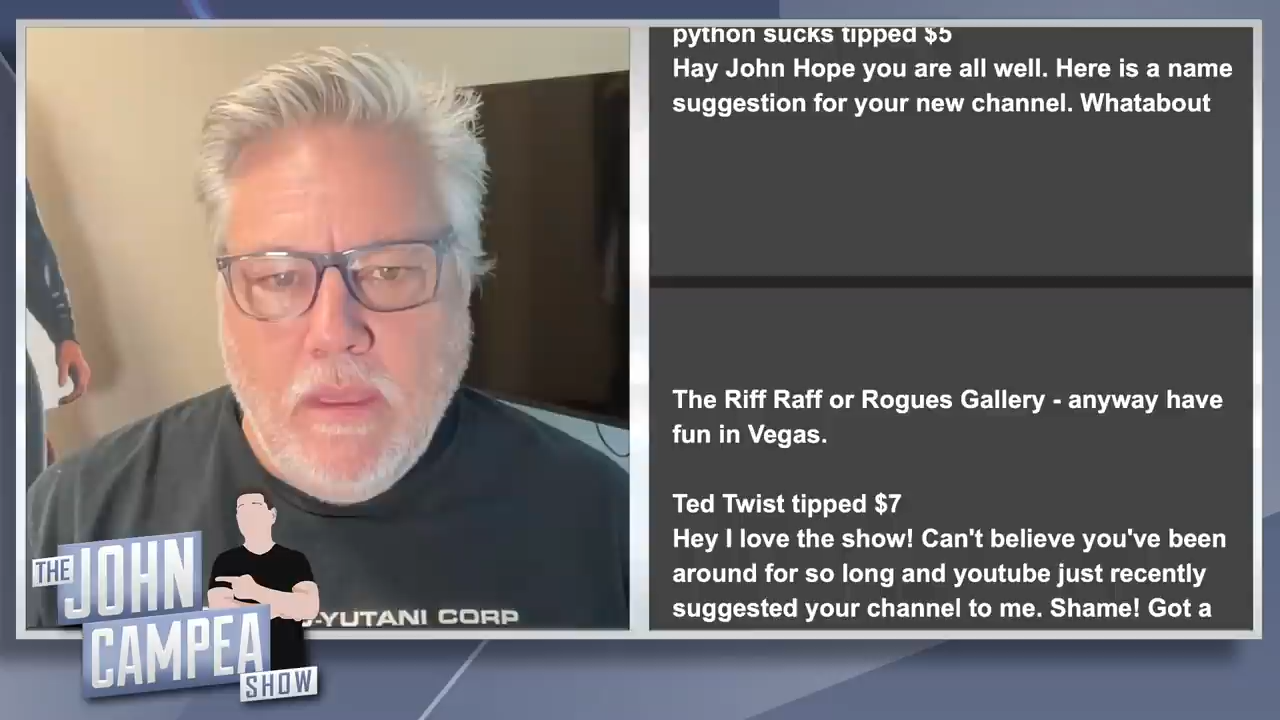 python sucks tipped $5
Hay John Hope you are all well. Here is a name
suggestion for your new channel. Whatabout
The Riff Raff or Rogues Gallery - anyway have
fun in Vegas.
Ted Twist tipped $7
Hey I love the show! Can't believe you've been
around for so long and youtube just recently
suggested your channel to me. Shame! Got a
-YUTANI CORP
THE
JOHN
CAMPEA
SHOW